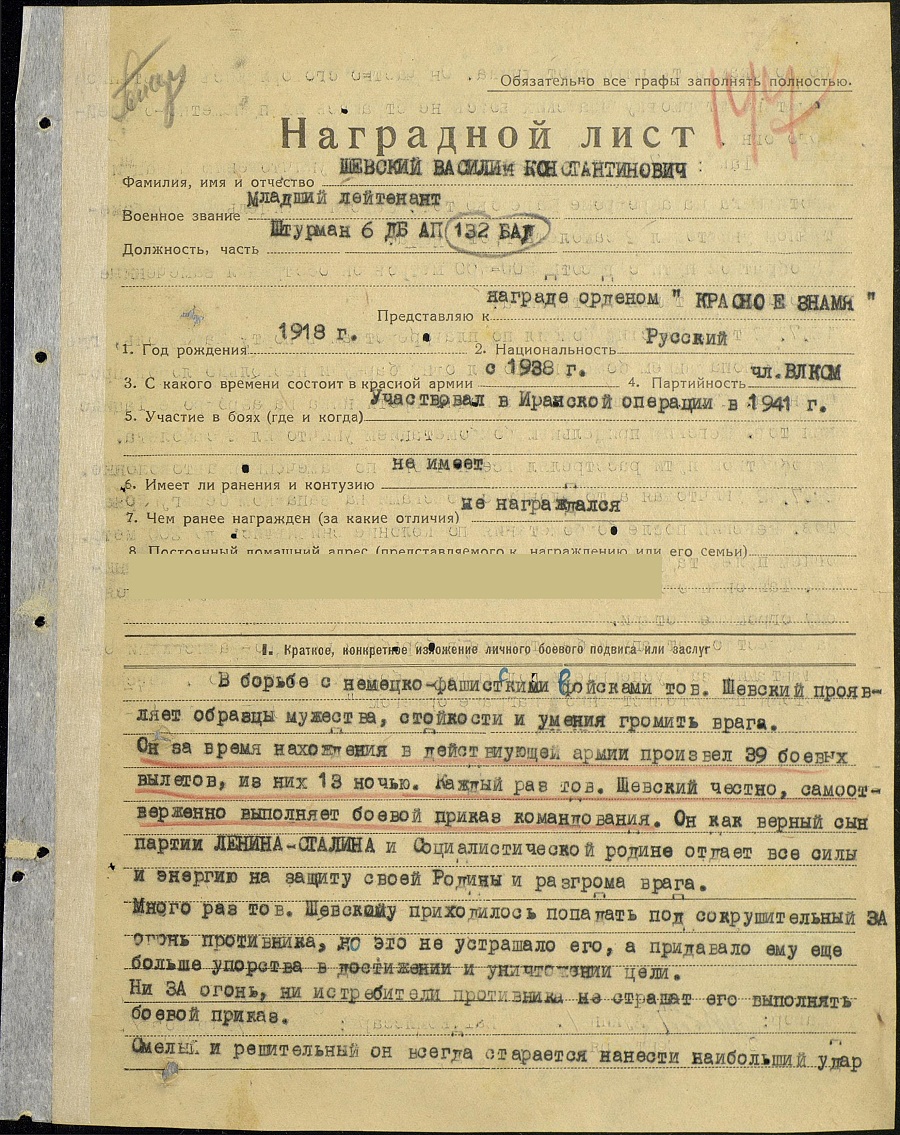 Обязательно все графы заполнять полностью.
Наградной лист
Фамилия, имя и отчество ШЕВСКИЙ ВАСИЛИЙ КОНСТАНТИНОВИЧ
Военное звание Младший лейтенант
Должность, часть Штурман 6 ДБ АП 132 БАД
Представляю к награде орденом " КРАСНОЕ ЗНАМЯ "
1. Год рождения 1918 г. 2. Национальность Русский
3. С какого времени состоит в красной армии с 1938 г. 4. Партийность чл.ВЛКСМ
5. Участие в боях (где и когда) Участвовал в Иранской операции в 1941 г.
6. Имеет ли ранения и контузию не имеет
7. Чем ранее награжден (за какие отличия) не награждался
8. Постоянный домашний адрес (представляемого к награждению или его семьи)
I. Краткое, конкретное изложение личного боевого подвига или заслуг
В борьбе с немецко-фашисткими войсками тов. Шевский прояв-
ляет образцы мужества, стойкости и умения громить врага.
Он за время нахождения в действиующей армии произвел 39 боевых
вылетов, из них 13 ночью. Каждый раз тов. Шевский честно, самоот-
верженно выполняет боевой приказ командования. Он как верный сын
партии ЛЕНИНА-СТАЛИНА и Социалистической родине отдает все силы
и энергию на защиту своей Родины и разгрома врага.
Много раз тов. Шевскому приходилось попадать под сокрушительный ЗА
огонь противника, но это не устрашало его, а придавало ему еще
больше упорства в достижении и уничтожении цели.
Ни ЗА огонь, ни истребители противника не страшат его выполнять
боевой приказ.
Смелый и решительный он всегда старается нанести наибольший удар